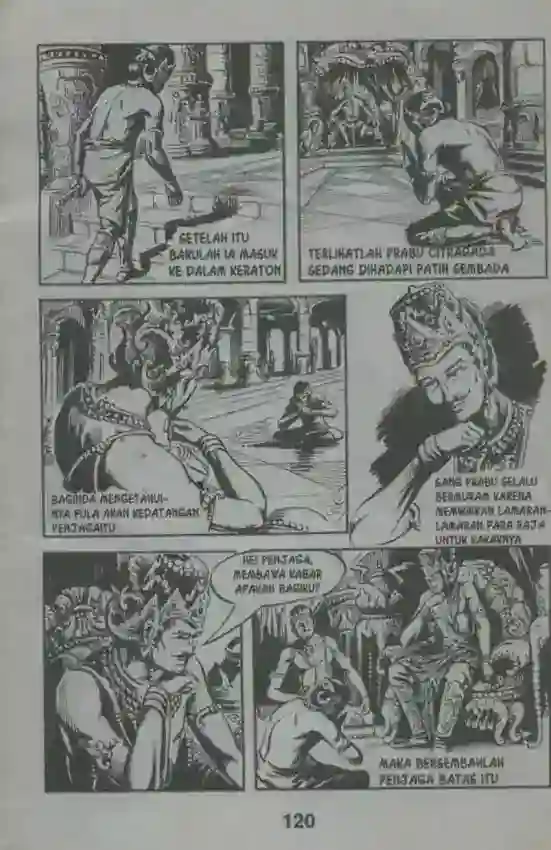 SETELAH ITU
BARULAH IA MASUK
KE DALAM KERATON
TERLIHATLAH PRABU CITRAGADA
SEDANG DIHADAPI PATIH SEMBADA
BAGINDA MENGETAHUI-
NYA PULA AKAN KEDATANGAN
PENJAGA ITU
SANG PRABU SELALU
BERMURAM KARENA
MEMIKIRKAN LAMARAN-
LAMARAN PARA RAJA
UNTUK KAKAKNYA
HEI PENJAGA,
MEMBAWA KABAR
APAKAH BAGIKU?
MAKA BERSEMBAHLAH
PENJAGA BATAS ITU
120